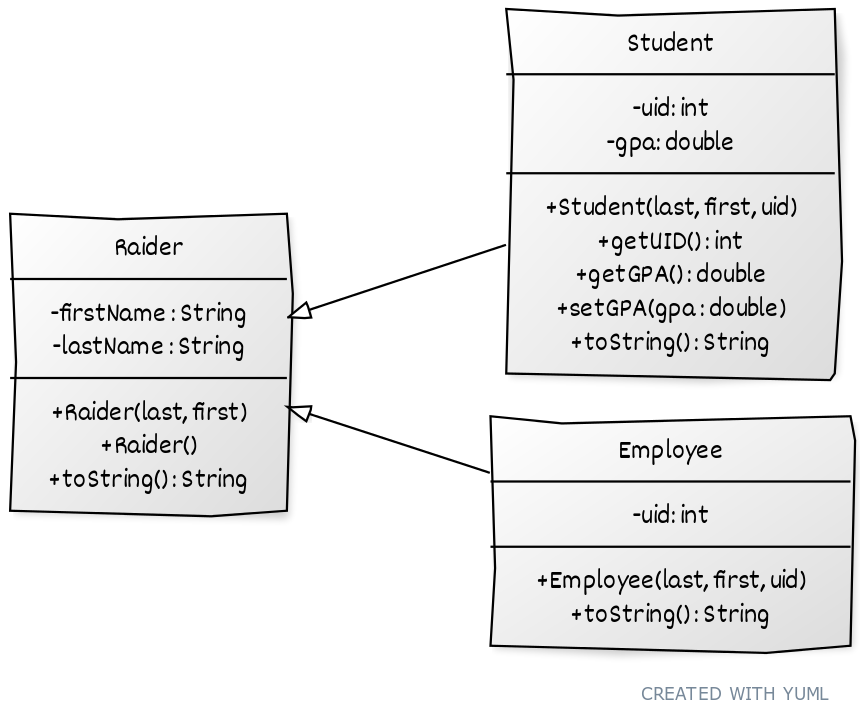 Raider
-firstName : String
-lastName : String
+Raider(last, first)
+Raider()
+toString() : String
Student
-uid: int
-gpa: double
+Student(last, first, uid)
+getUID() : int
+getGPA() : double
+setGPA(gpa : double)
+toString() : String
Employee
-uid: int
+Employee(last, first, uid)
+toString() : String
CREATED WITH YUML